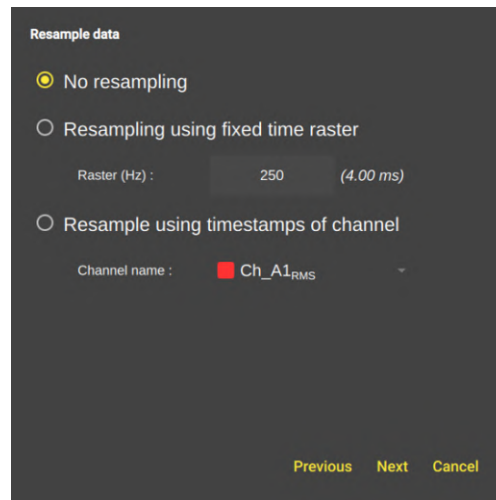 Resample data
No resampling
Resampling using fixed time raster
Raster (Hz) : 250 (4.00 ms)
Resample using timestamps of channel
Channel name : Ch_A1RMS
Previous Next Cancel